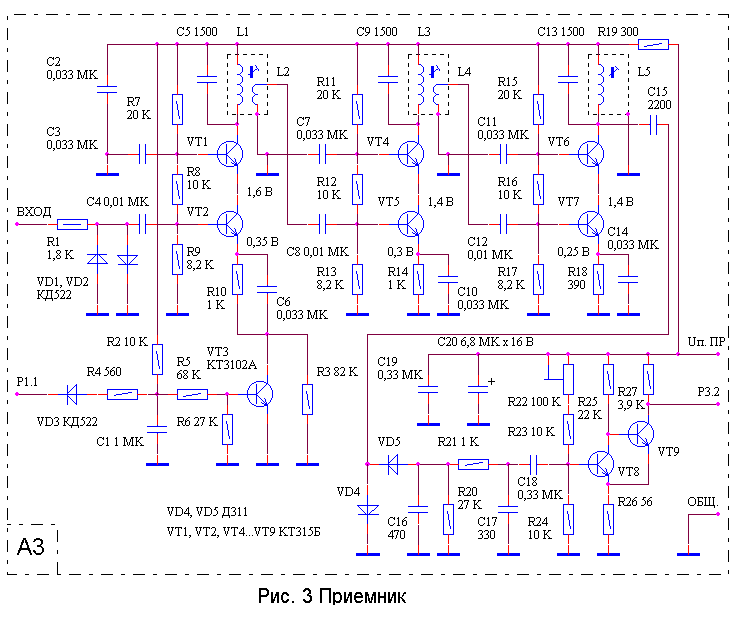 C5 1500
L1
C9 1500
L3
C13 1500
R19 300
C2
0,033 МК
L2
R7
20 K
R11
20 K
L4
R15
20 K
L5
C15
2200
C3
0,033 МК
VT1
C7
0,033 МК
VT4
C11
0,033 МК
VT6
R8
10 K
R12
10 K
R16
10 K
1,6 В
1,4 В
1,4 В
C4 0,01 МК
VT2
VT5
VT7
ВХОД
R1
1,8 K
R9
8,2 K
0,35 В
C8 0,01 МК
0,3 В
C12
0,01 МК
0,25 В
C14
0,033 МК
VD1, VD2
КД522
R10
1 K
C6
0,033 МК
R13
8,2 K
R14
1 K
C10
0,033 МК
R17
8,2 K
R18
390
R2 10 K
VT3
КТ3102А
C20 6,8 МК х 16 В
Uп. ПР
P1.1
R4 560
R5
68 K
R3 82 K
C19
0,33 МК
+
R22 100 K
R25
22 K
R27
3,9 K
P3.2
VD3 КД522
R6 27 K
C1 1 МК
VD5
R21 1 K
R23 10 K
VT9
C18
0,33 МК
VT8
VD4
R20
27 K
R26 56
ОБЩ.
VD4, VD5 Д311
C16
470
C17
330
R24
10 K
VT1, VT2, VT4...VT9 КТ315Б
А3
Рис. 3 Приемник